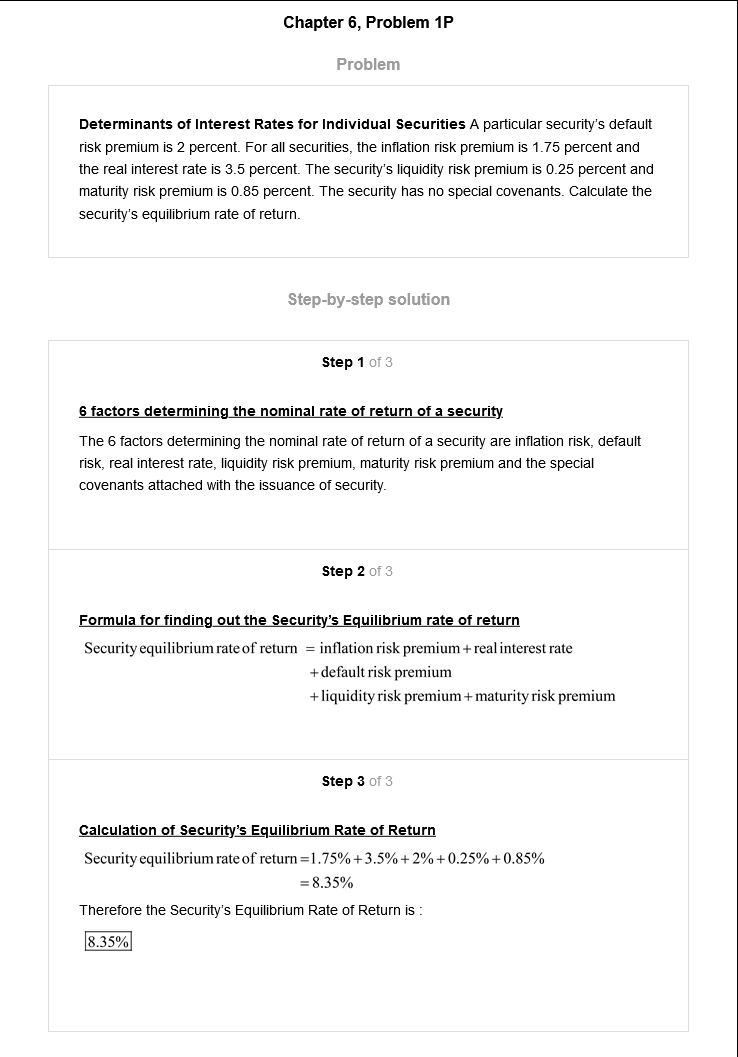 Chapter 6, Problem 1P
Problem
Determinants of Interest Rates for Individual Securities A particular security's default
risk premium is 2 percent. For all securities, the inflation risk premium is 1.75 percent and
the real interest rate is 3.5 percent. The security's liquidity risk premium is 0.25 percent and
maturity risk premium is 0.85 percent. The security has no special covenants. Calculate the
security's equilibrium rate of return.
Step-by-step solution
Step 1 of 3
6 factors determining the nominal rate of return of a security
The 6 factors determining the nominal rate of return of a security are inflation risk, default
risk, real interest rate, liquidity risk premium, maturity risk premium and the special
covenants attached with the issuance of security.
Step 2 of 3
Formula for finding out the Security's Equilibrium rate of return
Security equilibrium rate of return = inflation risk premium + real interest rate
+ default risk premium
+ liquidity risk premium + maturity risk premium
Step 3 of 3
Calculation of Security's Equilibrium Rate of Return
Security equilibrium rate of return = 1.75% + 3.5% + 2% + 0.25% + 0.85%
= 8.35%
Therefore the Security's Equilibrium Rate of Return is :
8.35%